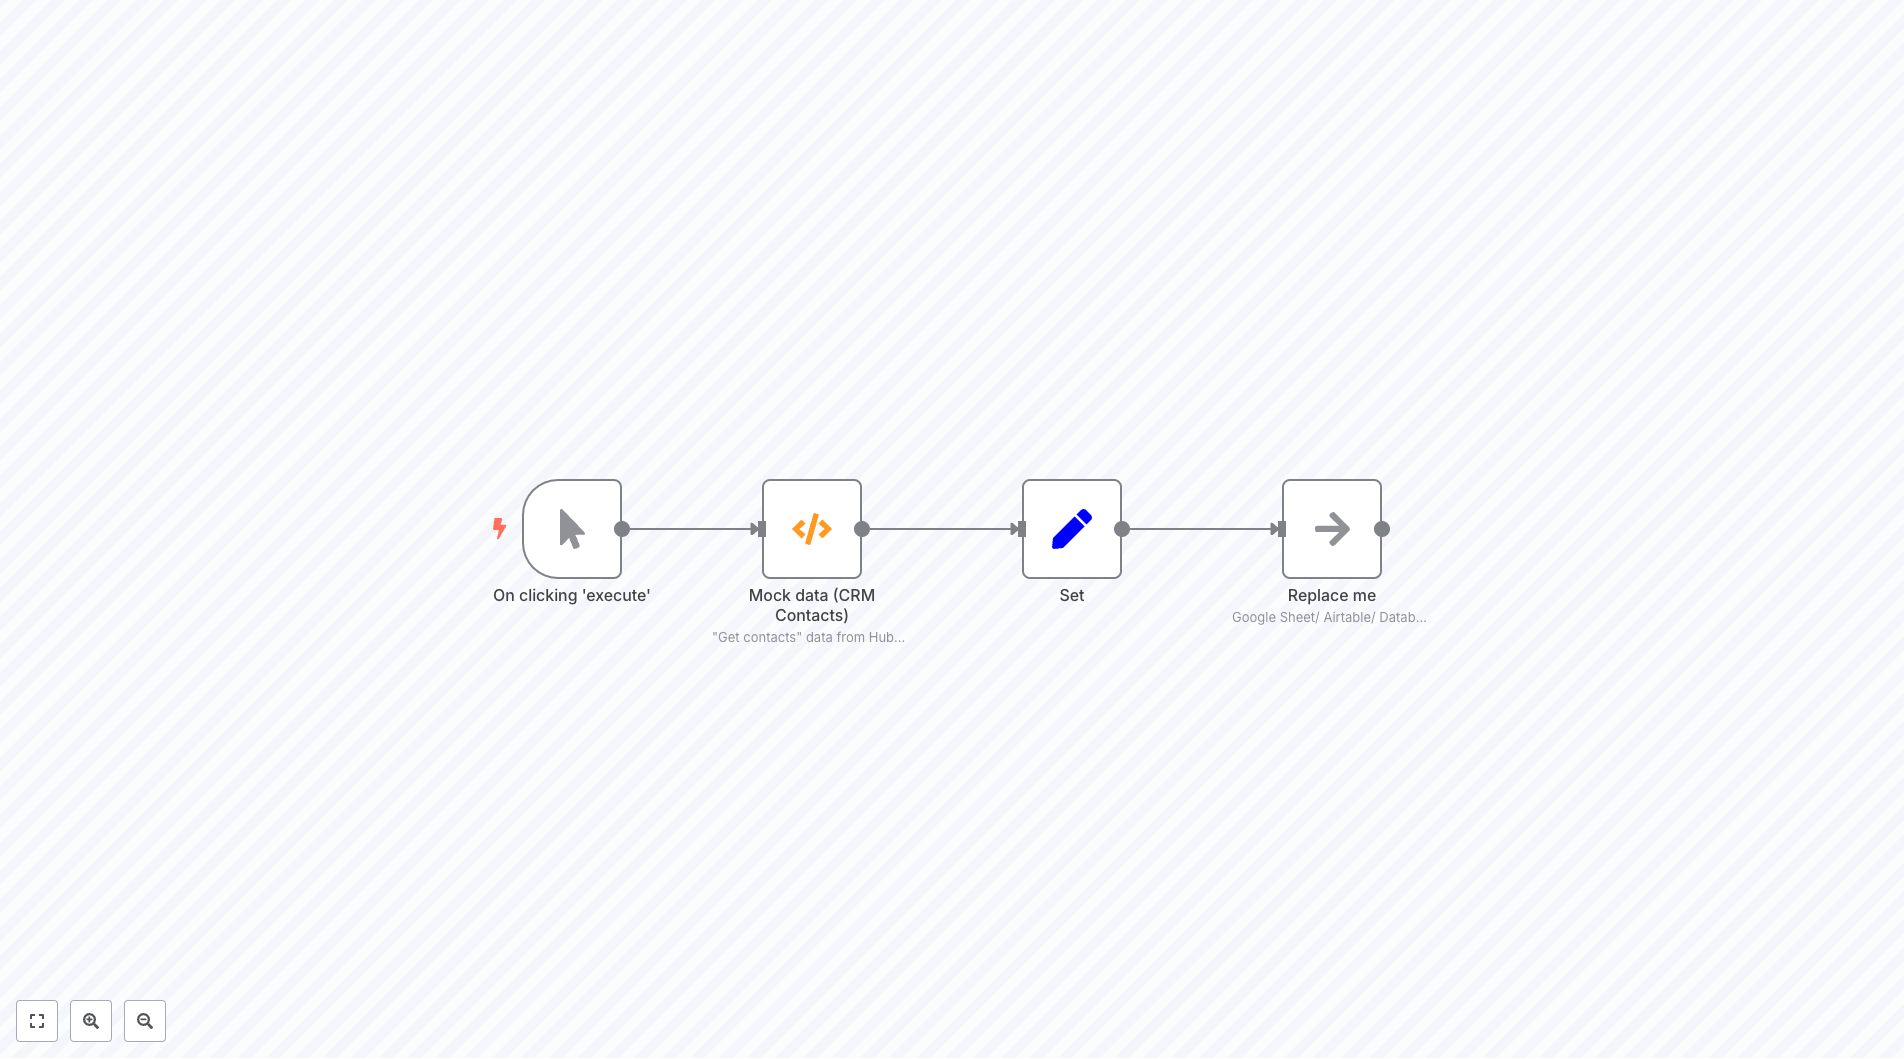 On clicking 'execute'
Mock data (CRM
Contacts)
"Get contacts" data from Hub...
Set
Replace me
Google Sheet/ Airtable/ Datab...